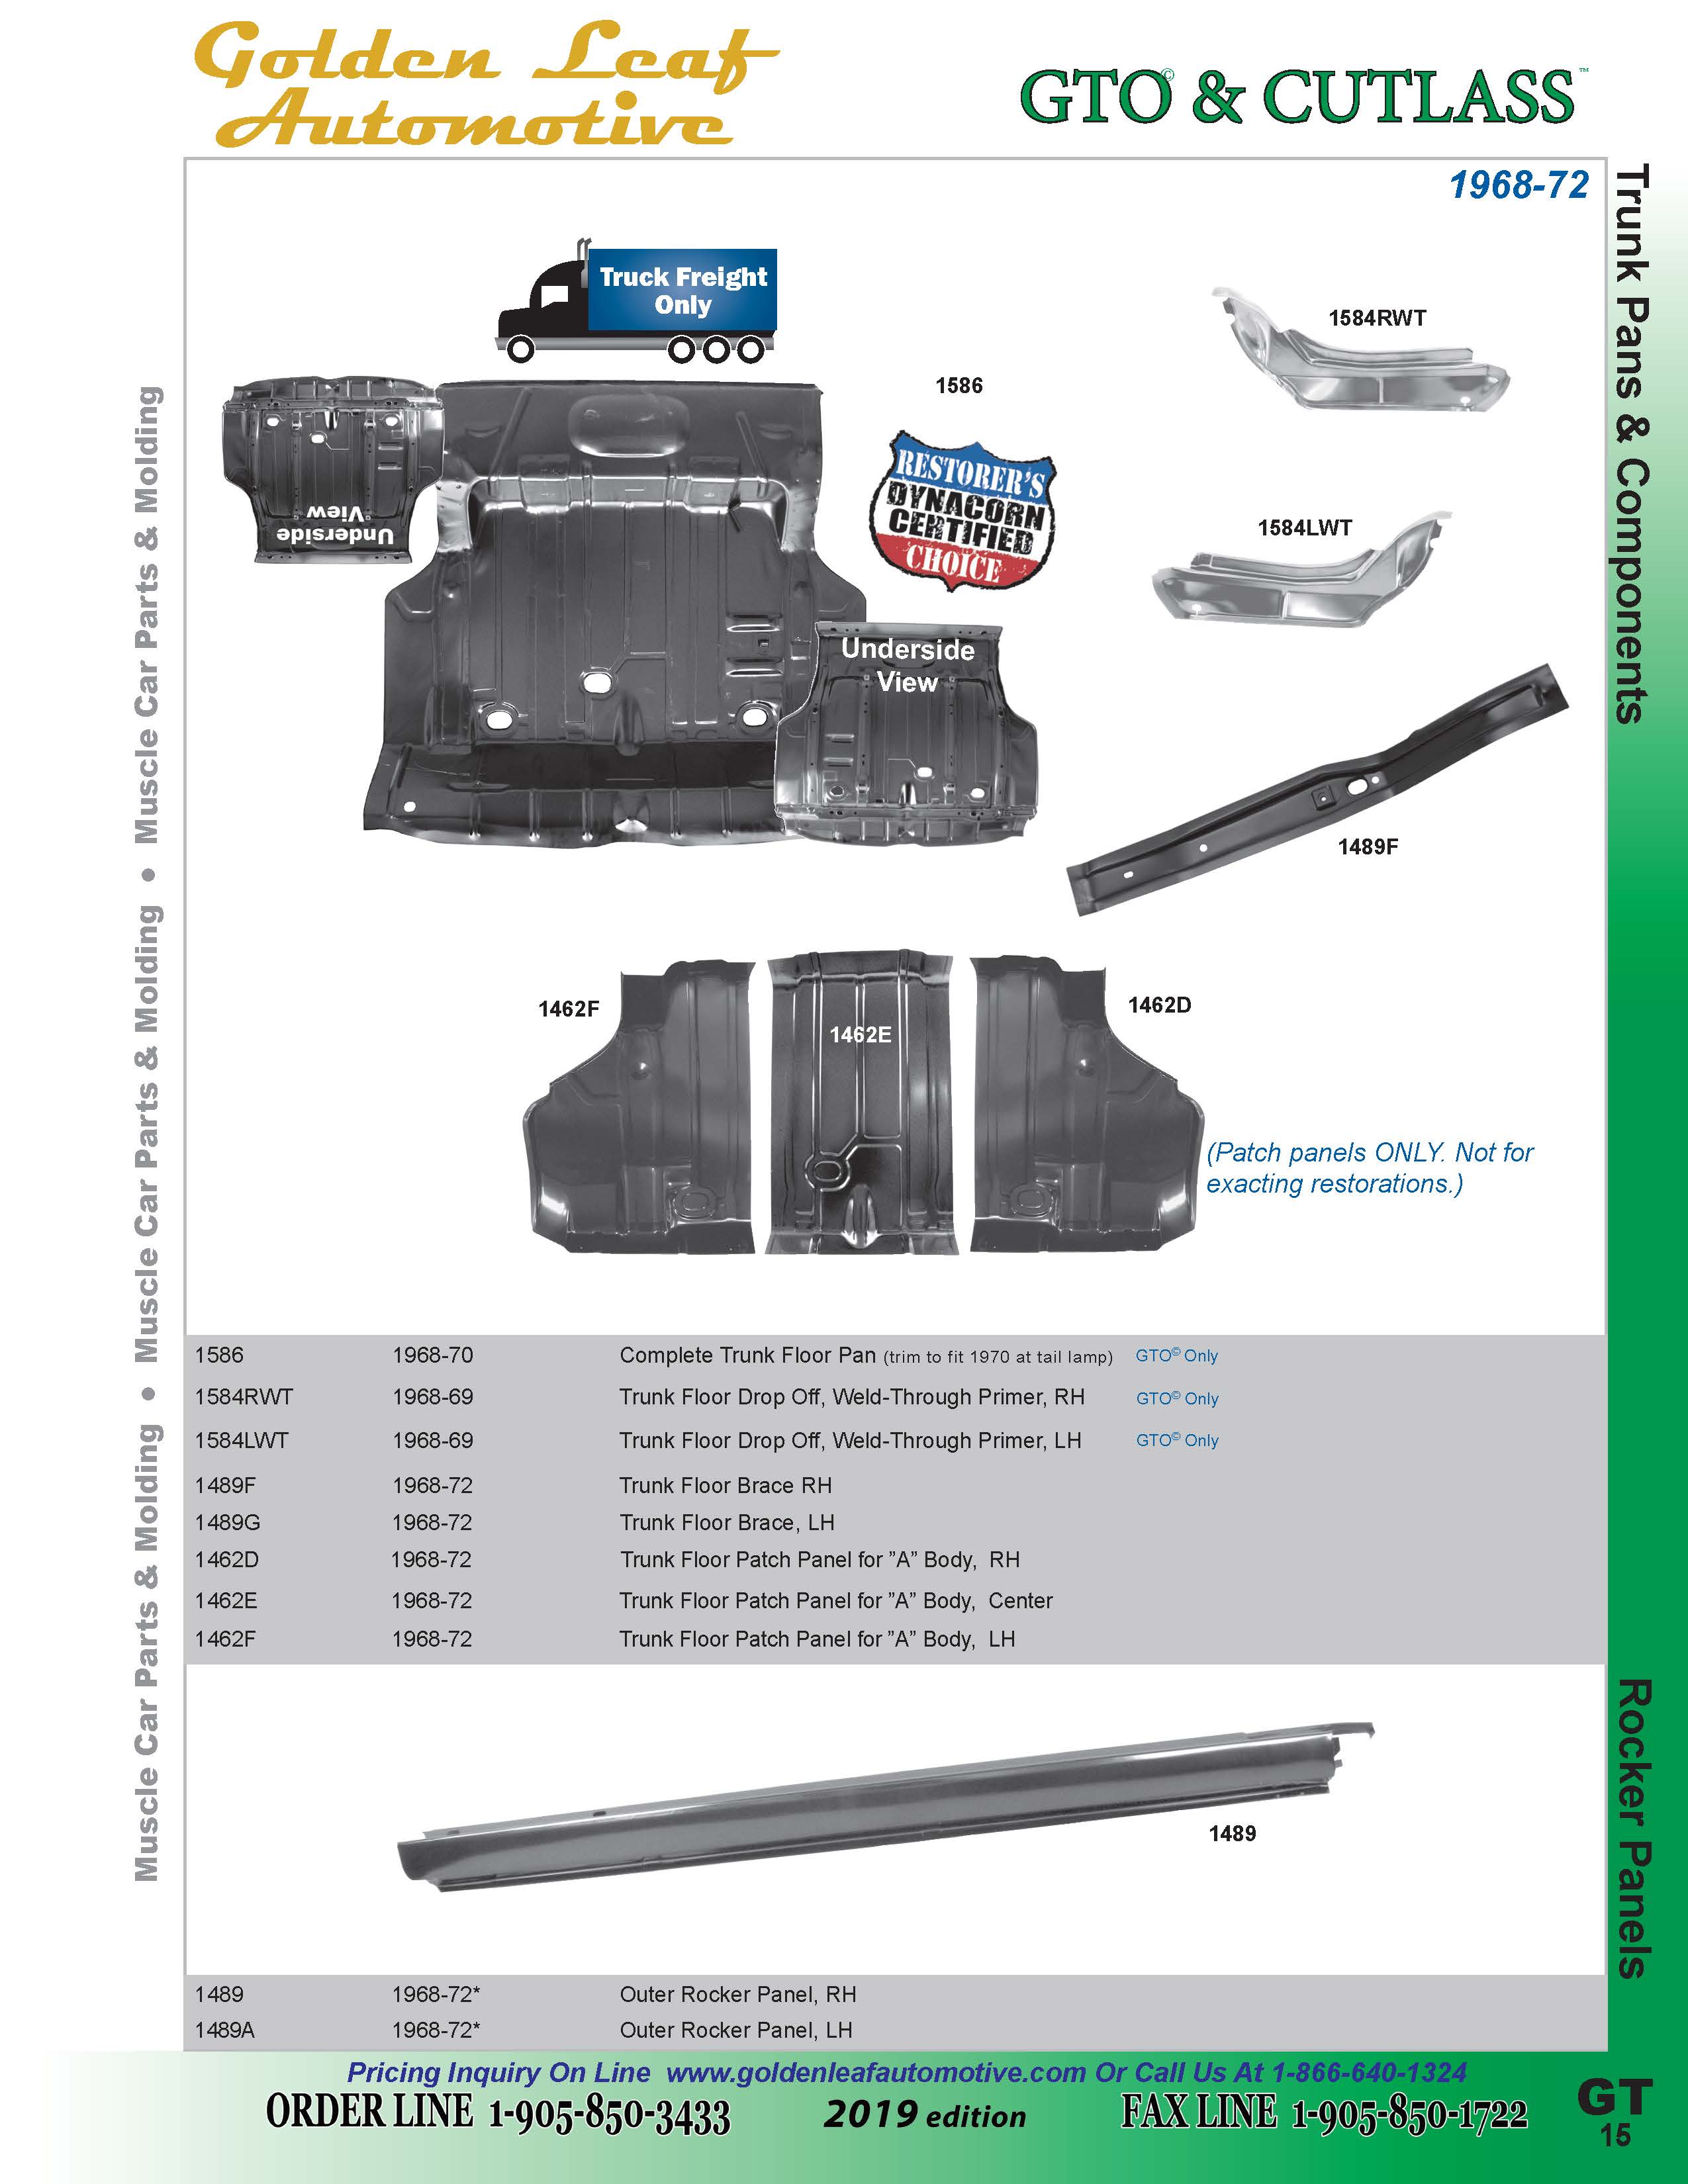 Golden Leaf
Automotive
GTO© & CUTLASS™
1968-72
Trunk Pans & Components
Truck Freight
Only
1584RWT
1586
RESTORER'S
DYNACORN
CERTIFIED
CHOICE
Underside
View
1584LWT
Underside
View
1489F
1462F
1462E
1462D
(Patch panels ONLY. Not for
exacting restorations.)
1586 1968-70 Complete Trunk Floor Pan (trim to fit 1970 at tail lamp) GTO© Only
1584RWT 1968-69 Trunk Floor Drop Off, Weld-Through Primer, RH GTO© Only
1584LWT 1968-69 Trunk Floor Drop Off, Weld-Through Primer, LH GTO© Only
1489F 1968-72 Trunk Floor Brace RH
1489G 1968-72 Trunk Floor Brace, LH
1462D 1968-72 Trunk Floor Patch Panel for ”A” Body, RH
1462E 1968-72 Trunk Floor Patch Panel for ”A” Body, Center
1462F 1968-72 Trunk Floor Patch Panel for ”A” Body, LH
Rocker Panels
1489
1489 1968-72* Outer Rocker Panel, RH
1489A 1968-72* Outer Rocker Panel, LH
Muscle Car Parts & Molding • Muscle Car Parts & Molding • Muscle Car Parts & Molding
Pricing Inquiry On Line www.goldenleafautomotive.com Or Call Us At 1-866-640-1324
ORDER LINE 1-905-850-3433 2019 edition FAX LINE 1-905-850-1722
GT
15